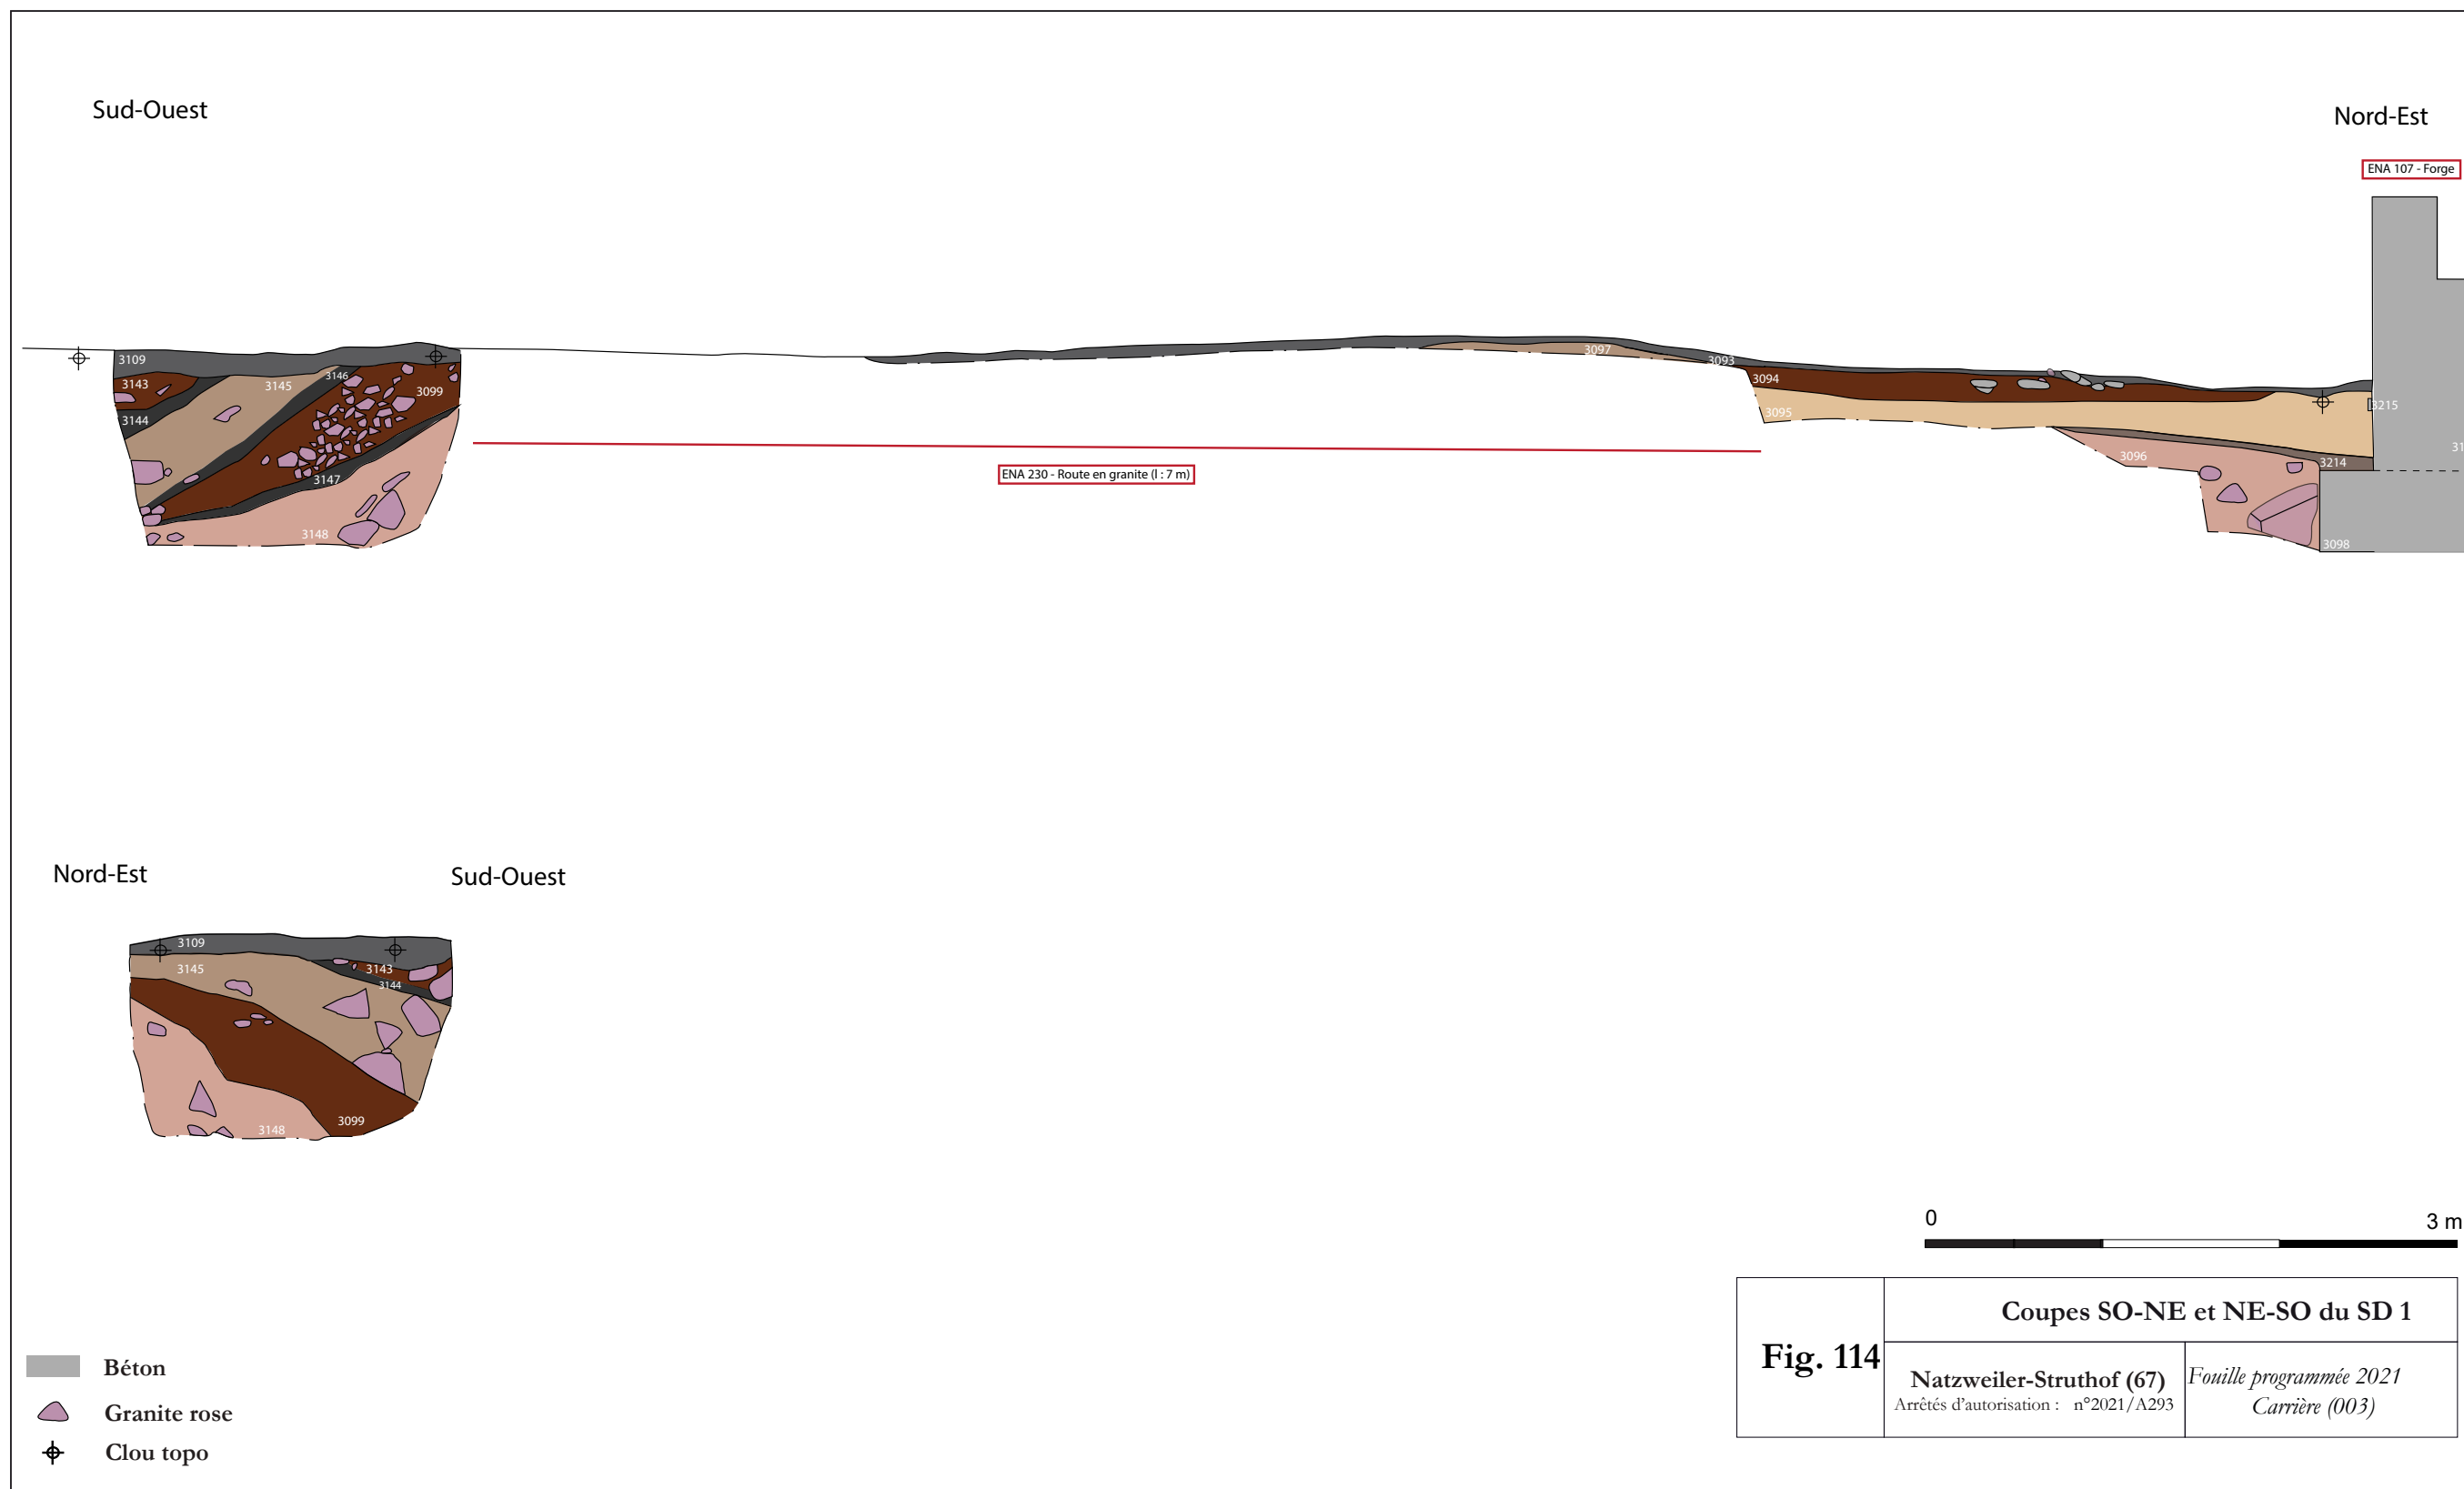 Sud-Ouest
Nord-Est
ENA 107 - Forge
3109
3143
3144
3145
3146
3099
3147
3148
3097
3093
3094
3095
3215
3096
3214
3098
31
ENA 230 - Route en granite (l : 7 m)
Nord-Est
Sud-Ouest
3109
3145
3143
3144
3099
3148
0
3 m
Béton
Granite rose
Clou topo
Fig. 114
Coupes SO-NE et NE-SO du SD 1
Natzweiler-Struthof (67)
Arrêtés d'autorisation : n°2021/A293
Fouille programmée 2021
Carrière (003)